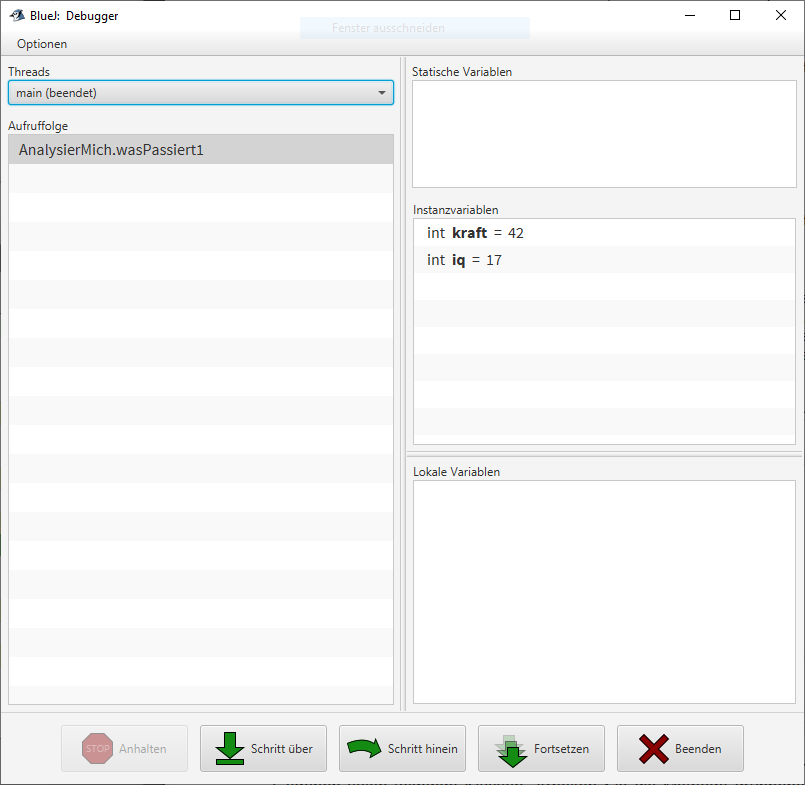 BlueJ: Debugger
Fenster ausschneiden
Optionen
Threads
main (beendet)
Aufruffolge
AnalysierMich.wasPassiert1
Statische Variablen
Instanzvariablen
int kraft = 42
int iq = 17
Lokale Variablen
STOP Anhalten
Schritt über
Schritt hinein
Fortsetzen
Beenden